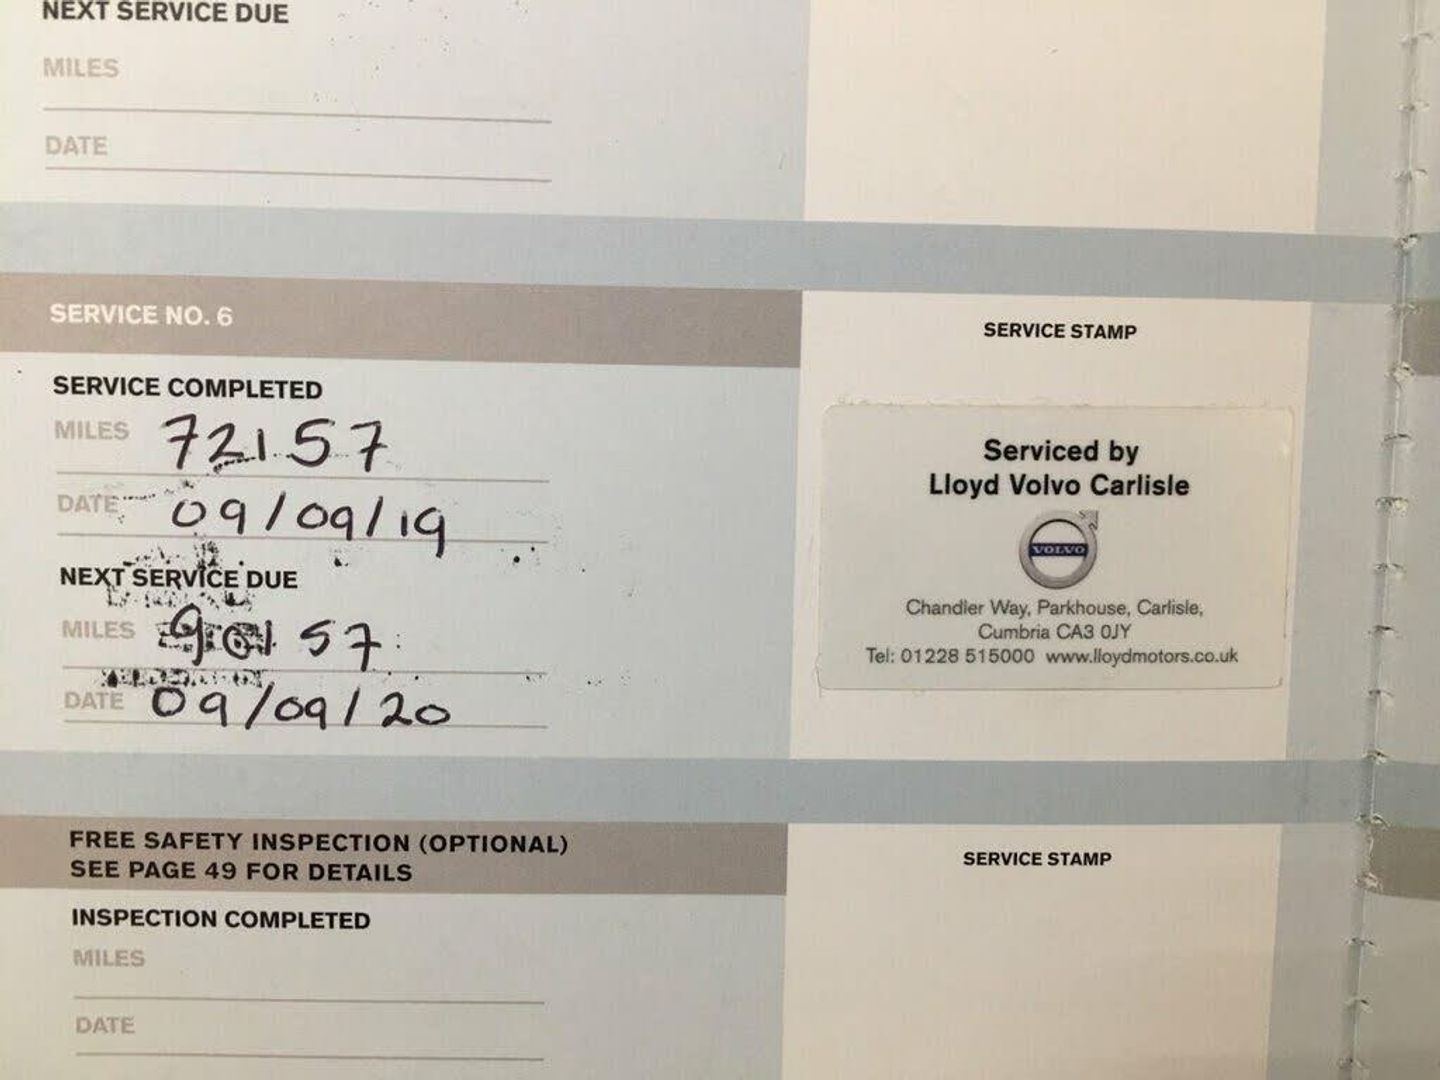 NEXT SERVICE DUE
MILES
DATE
SERVICE NO. 6
SERVICE STAMP
SERVICE COMPLETED
MILES 72157
DATE 09/09/19
NEXT SERVICE DUE
MILES 90157
DATE 09/09/20
Serviced by
Lloyd Volvo Carlisle
VOLVO
Chandler Way, Parkhouse, Carlisle,
Cumbria CA3 0JY
Tel: 01228 515000 www.lloydmotors.co.uk
FREE SAFETY INSPECTION (OPTIONAL)
SEE PAGE 49 FOR DETAILS
SERVICE STAMP
INSPECTION COMPLETED
MILES
DATE